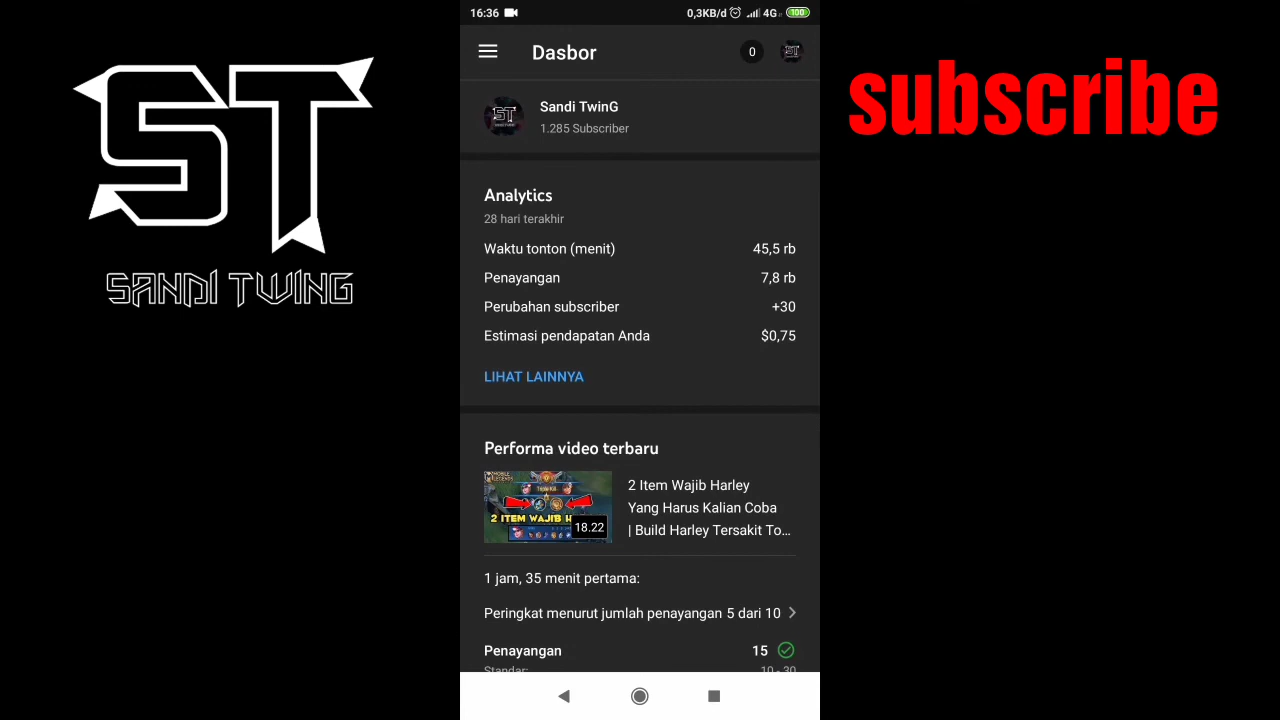 ST
SANDI TWING
subscribe
16:36
0,3KB/d
4G
100
Dasbor
0
Sandi TwinG
1.285 Subscriber
Analytics
28 hari terakhir
Waktu tonton (menit) 45,5 rb
Penayangan 7,8 rb
Perubahan subscriber +30
Estimasi pendapatan Anda $0,75
LIHAT LAINNYA
Performa video terbaru
2 ITEM WAJIB H
18.22
2 Item Wajib Harley
Yang Harus Kalian Coba
| Build Harley Tersakit To…
1 jam, 35 menit pertama:
Peringkat menurut jumlah penayangan 5 dari 10
Penayangan 15
Standar: 10 - 30